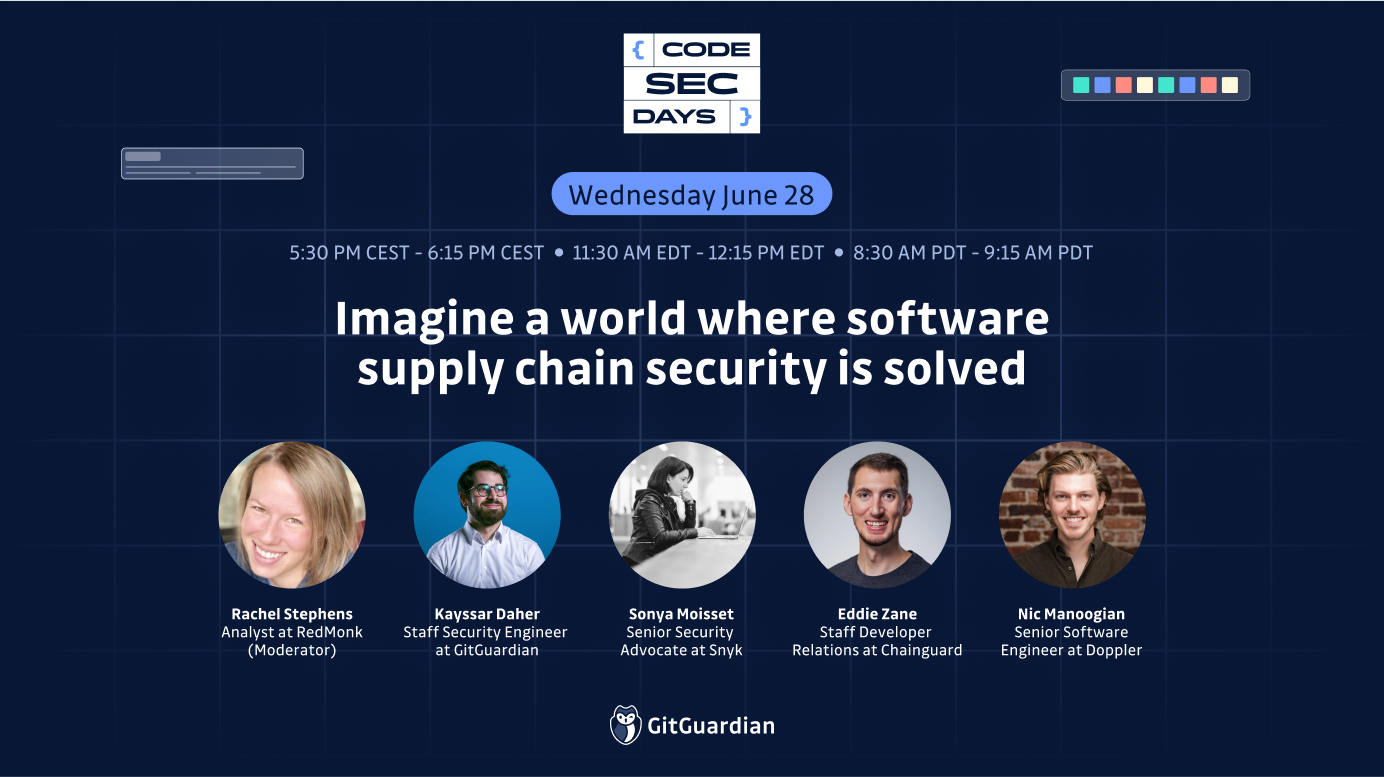 { CODE
SEC
DAYS }
Wednesday June 28
5:30 PM CEST - 6:15 PM CEST • 11:30 AM EDT - 12:15 PM EDT • 8:30 AM PDT - 9:15 AM PDT
Imagine a world where software
supply chain security is solved
Rachel Stephens
Analyst at RedMonk
(Moderator)
Kayssar Daher
Staff Security Engineer
at GitGuardian
Sonya Moisset
Senior Security
Advocate at Snyk
Eddie Zane
Staff Developer
Relations at Chainguard
Nic Manoogian
Senior Software
Engineer at Doppler
GitGuardian